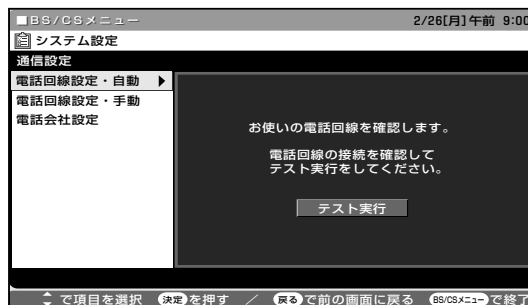 ■BS/CSメニュー 2/26[月]午前 9:00
システム設定
通信設定
電話回線設定・自動 ▶
電話回線設定・手動
電話会社設定
お使いの電話回線を確認します。
電話回線の接続を確認して
テスト実行をしてください。
テスト実行
で項目を選択 決定を押す / 戻るで前の画面に戻る BS/CSメニューで終了